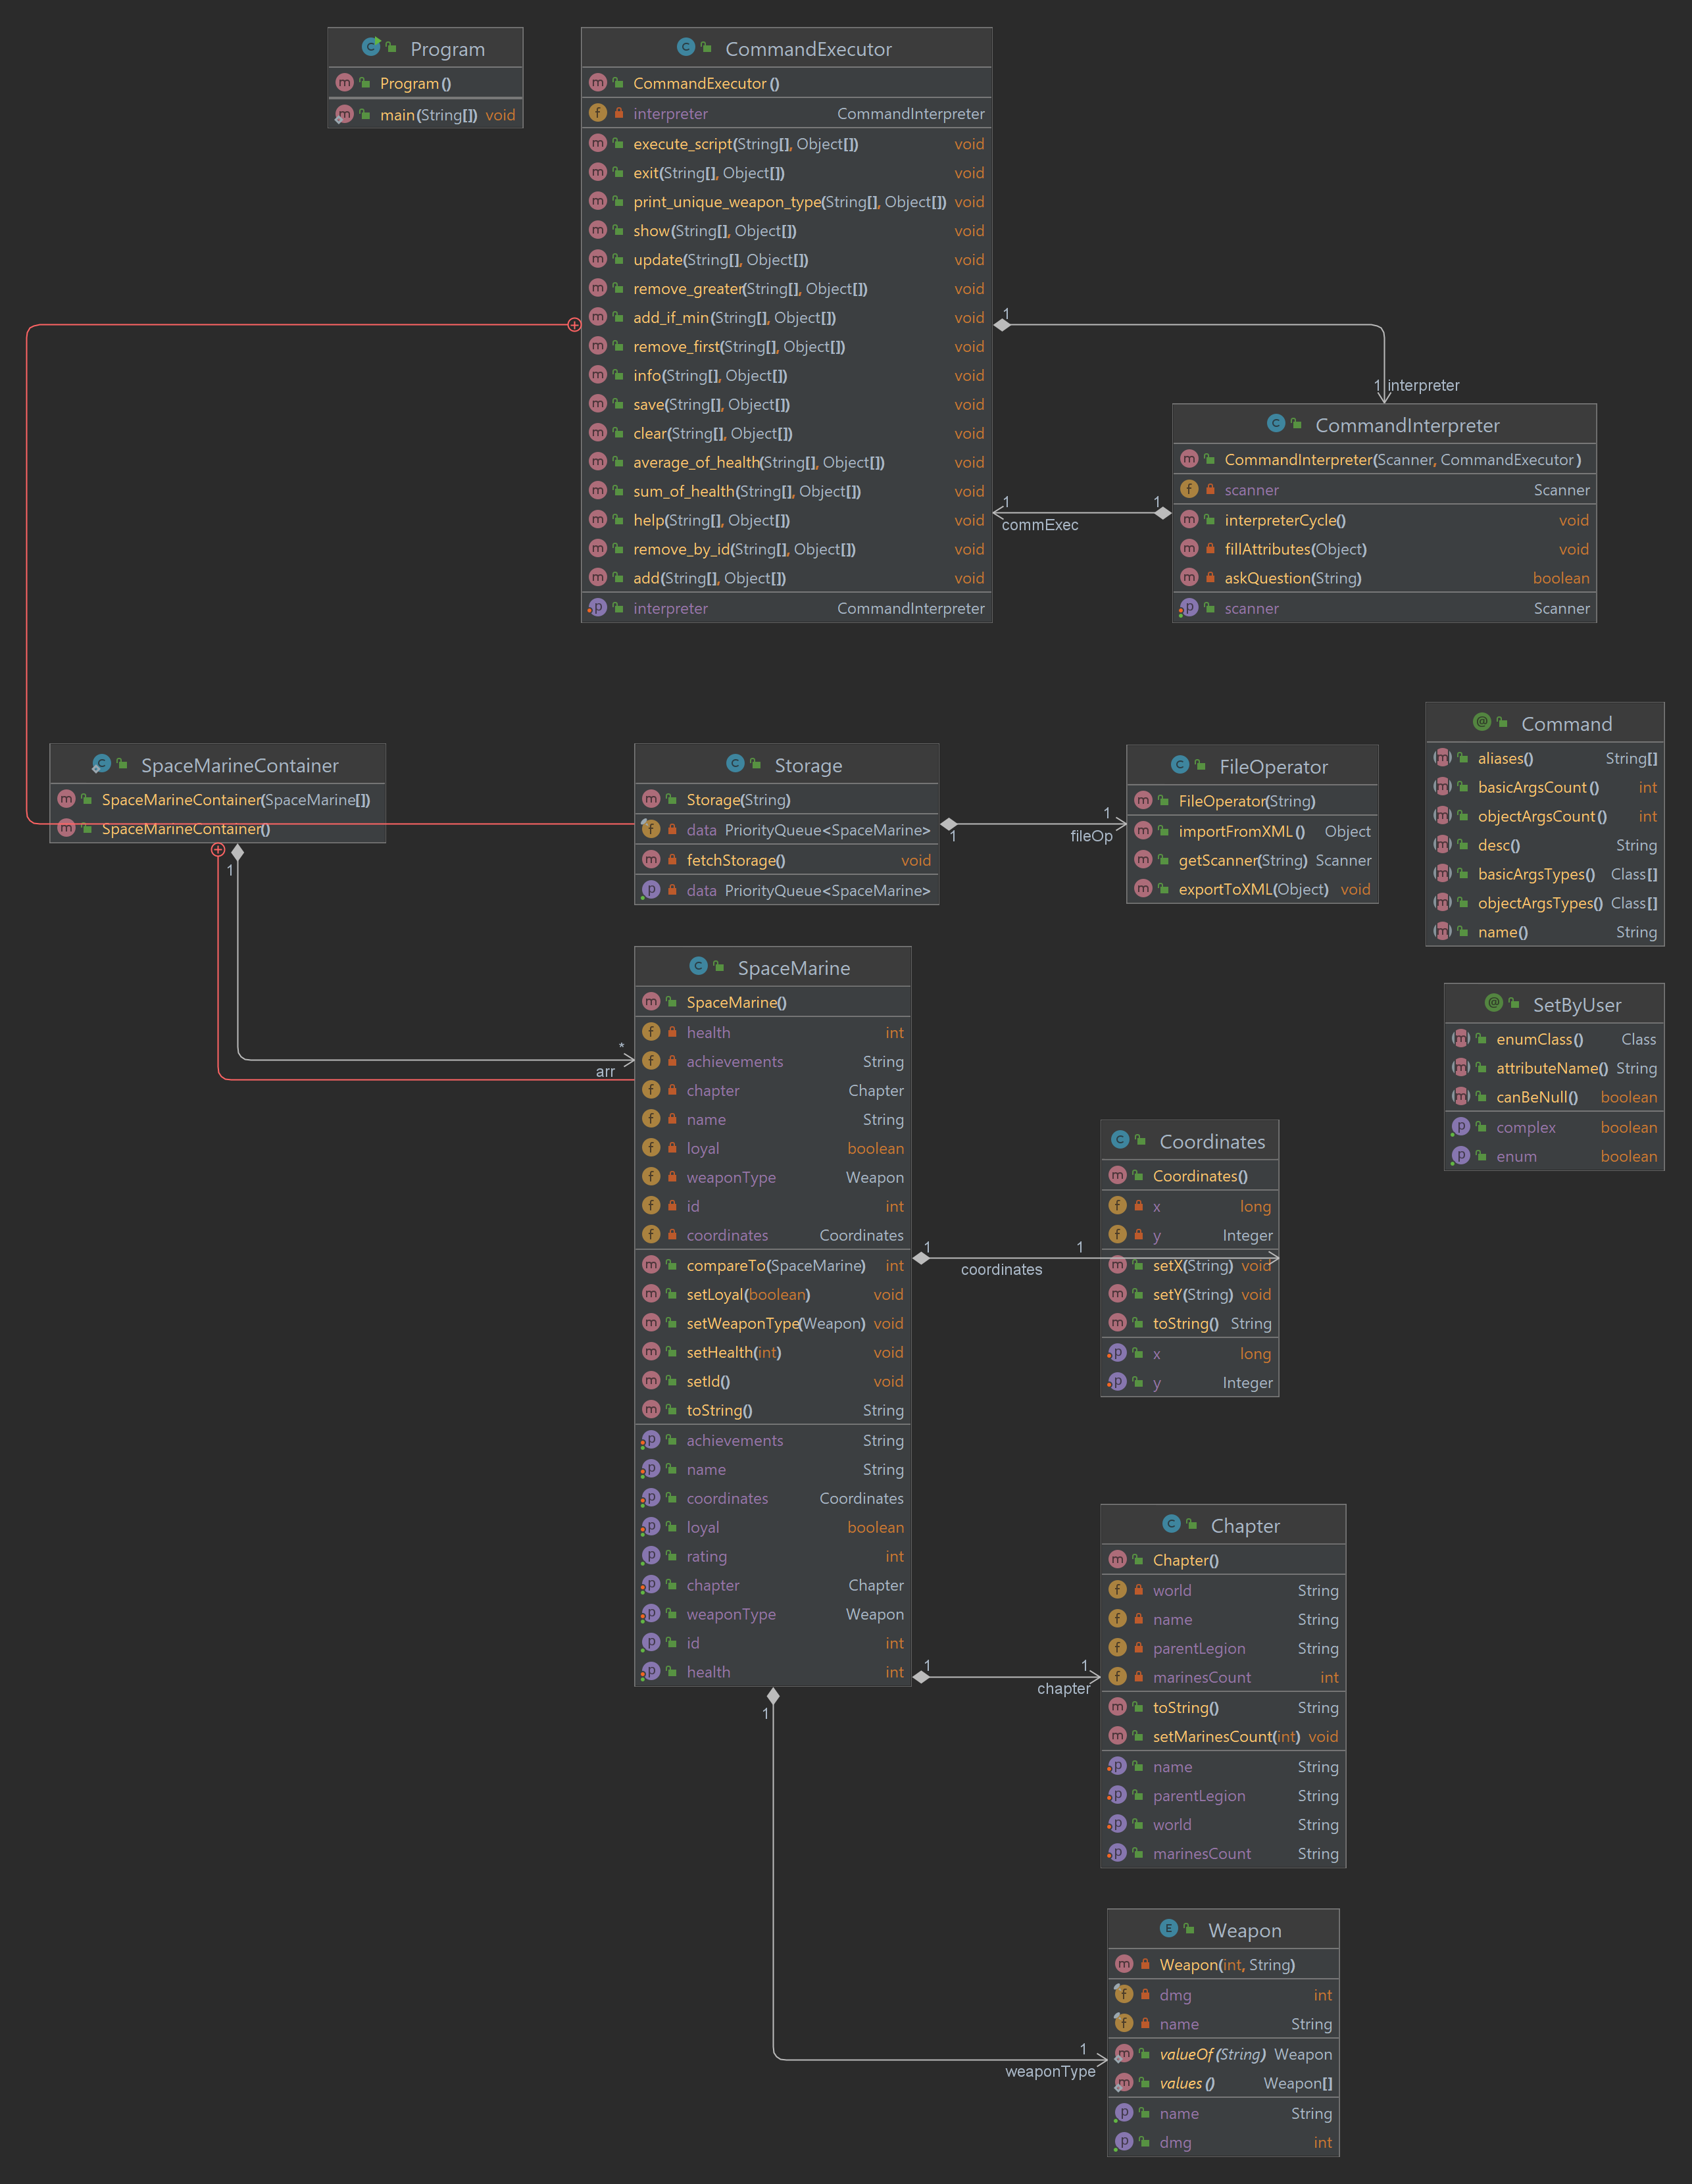 Program
Program()
main(String[]) void
CommandExecutor
CommandExecutor()
interpreter CommandInterpreter
execute_script(String[], Object[]) void
exit(String[], Object[]) void
print_unique_weapon_type(String[], Object[]) void
show(String[], Object[]) void
update(String[], Object[]) void
remove_greater(String[], Object[]) void
add_if_min(String[], Object[]) void
remove_first(String[], Object[]) void
info(String[], Object[]) void
save(String[], Object[]) void
clear(String[], Object[]) void
average_of_health(String[], Object[]) void
sum_of_health(String[], Object[]) void
help(String[], Object[]) void
remove_by_id(String[], Object[]) void
add(String[], Object[]) void
interpreter CommandInterpreter
1
1 interpreter
CommandInterpreter
CommandInterpreter(Scanner, CommandExecutor)
scanner Scanner
interpreterCycle() void
fillAttributes(Object) void
askQuestion(String) boolean
scanner Scanner
1
1
commExec
SpaceMarineContainer
SpaceMarineContainer(SpaceMarine[])
SpaceMarineContainer()
1
*
arr
Storage
Storage(String)
data PriorityQueue<SpaceMarine>
fetchStorage() void
data PriorityQueue<SpaceMarine>
1
1
fileOp
FileOperator
FileOperator(String)
importFromXML() Object
getScanner(String) Scanner
exportToXML(Object) void
Command
aliases() String[]
basicArgsCount() int
objectArgsCount() int
desc() String
basicArgsTypes() Class[]
objectArgsTypes() Class[]
name() String
SetByUser
enumClass() Class
attributeName() String
canBeNull() boolean
complex boolean
enum boolean
SpaceMarine
SpaceMarine()
health int
achievements String
chapter Chapter
name String
loyal boolean
weaponType Weapon
id int
coordinates Coordinates
compareTo(SpaceMarine) int
setLoyal(boolean) void
setWeaponType(Weapon) void
setHealth(int) void
setId() void
toString() String
achievements String
name String
coordinates Coordinates
loyal boolean
rating int
chapter Chapter
weaponType Weapon
id int
health int
1
1
coordinates
Coordinates
Coordinates()
x long
y Integer
setX(String) void
setY(String) void
toString() String
x long
y Integer
1
1
chapter
Chapter
Chapter()
world String
name String
parentLegion String
marinesCount int
toString() String
setMarinesCount(int) void
name String
parentLegion String
world String
marinesCount String
1
1
weaponType
Weapon
Weapon(int, String)
dmg int
name String
valueOf(String) Weapon
values() Weapon[]
name String
dmg int